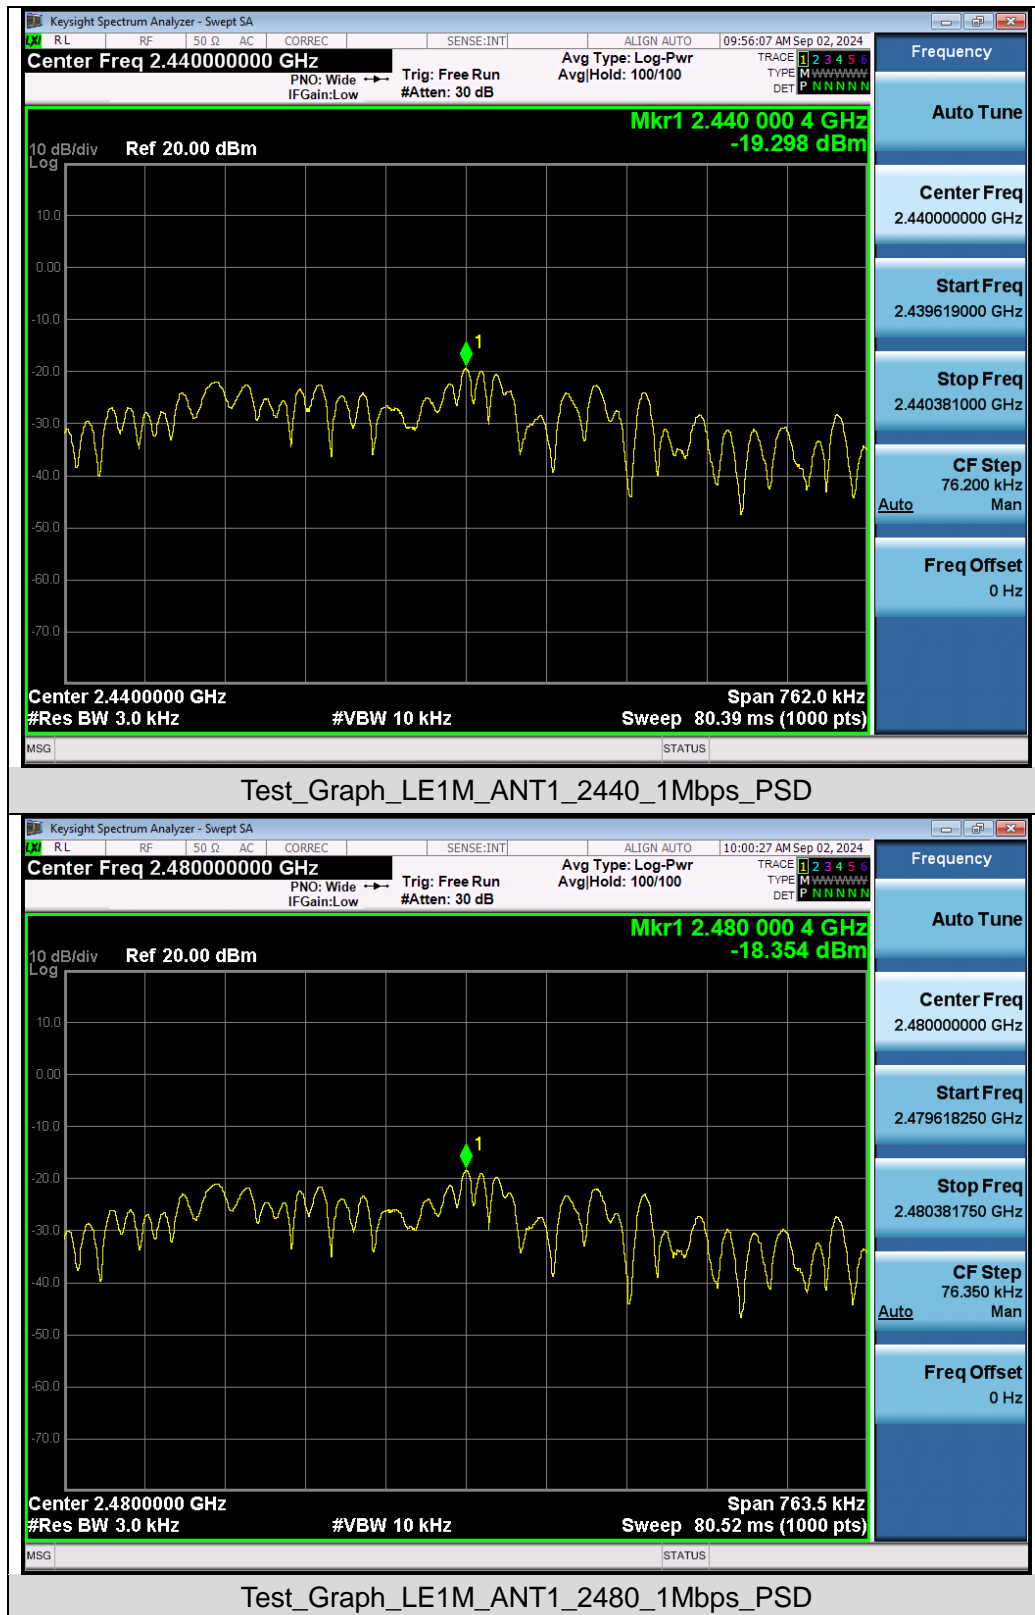 Keysight Spectrum Analyzer - Swept SA
LXI RL RF 50 Ω AC CORREC SENSE:INT ALIGN AUTO 09:56:07 AM Sep 02, 2024
Center Freq 2.440000000 GHz
PNO: Wide
IFGain:Low
Trig: Free Run
#Atten: 30 dB
Avg Type: Log-Pwr
Avg|Hold: 100/100
TRACE 1 2 3 4 5 6
TYPE M WWWWW
DET P N N N N N
Mkr1 2.440 000 4 GHz
-19.298 dBm
10 dB/div Ref 20.00 dBm
Log
10.0
0.00
-10.0
-20.0
-30.0
-40.0
-50.0
-60.0
-70.0
1
Center 2.4400000 GHz Span 762.0 kHz
#Res BW 3.0 kHz #VBW 10 kHz Sweep 80.39 ms (1000 pts)
MSG STATUS
Frequency
Auto Tune
Center Freq
2.440000000 GHz
Start Freq
2.439619000 GHz
Stop Freq
2.440381000 GHz
CF Step
76.200 kHz
Auto Man
Freq Offset
0 Hz
Test_Graph_LE1M_ANT1_2440_1Mbps_PSD
Keysight Spectrum Analyzer - Swept SA
LXI RL RF 50 Ω AC CORREC SENSE:INT ALIGN AUTO 10:00:27 AM Sep 02, 2024
Center Freq 2.480000000 GHz
PNO: Wide
IFGain:Low
Trig: Free Run
#Atten: 30 dB
Avg Type: Log-Pwr
Avg|Hold: 100/100
TRACE 1 2 3 4 5 6
TYPE M WWWWW
DET P N N N N N
Mkr1 2.480 000 4 GHz
-18.354 dBm
10 dB/div Ref 20.00 dBm
Log
10.0
0.00
-10.0
-20.0
-30.0
-40.0
-50.0
-60.0
-70.0
1
Center 2.4800000 GHz Span 763.5 kHz
#Res BW 3.0 kHz #VBW 10 kHz Sweep 80.52 ms (1000 pts)
MSG STATUS
Frequency
Auto Tune
Center Freq
2.480000000 GHz
Start Freq
2.479618250 GHz
Stop Freq
2.480381750 GHz
CF Step
76.350 kHz
Auto Man
Freq Offset
0 Hz
Test_Graph_LE1M_ANT1_2480_1Mbps_PSD